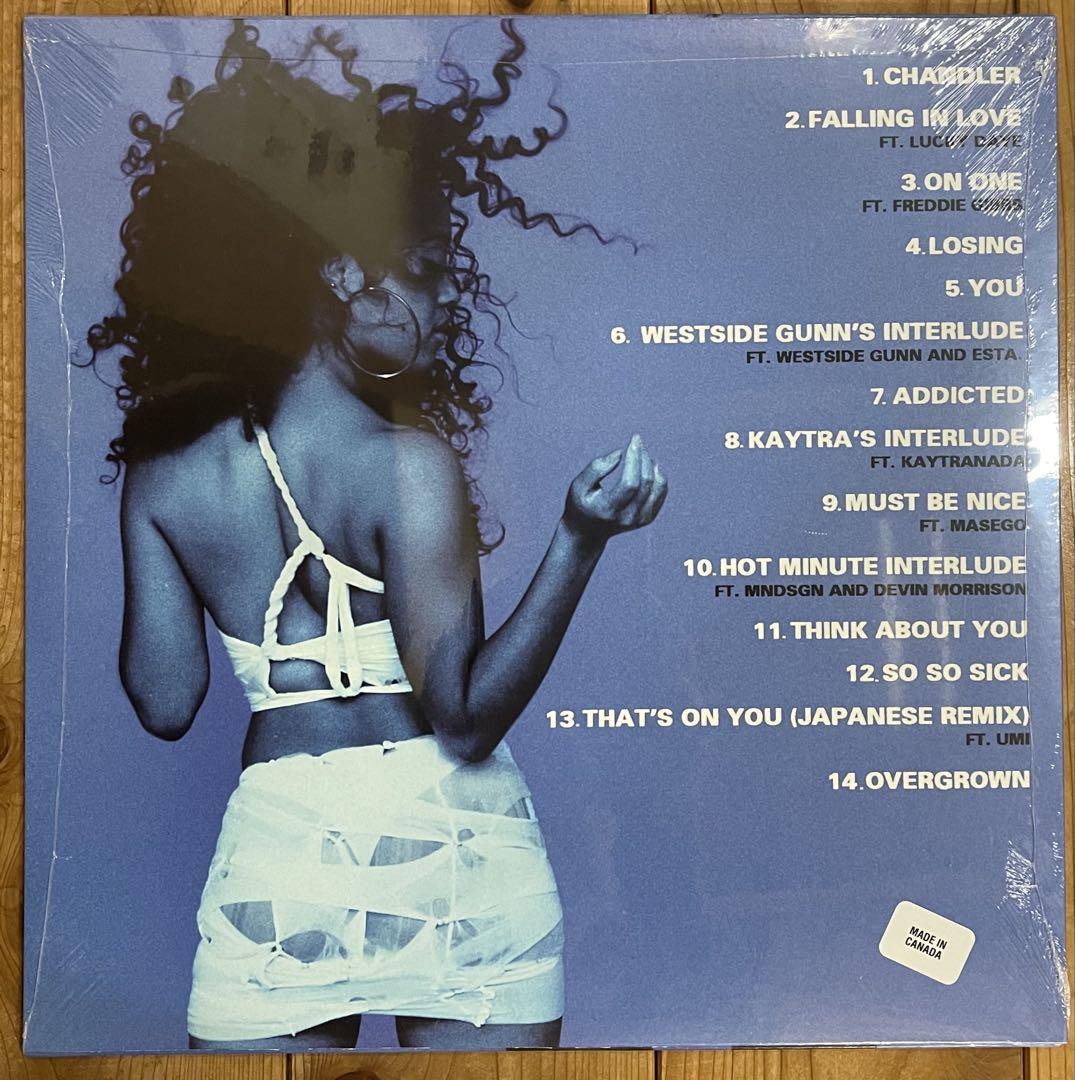 1. CHANDLER
2. FALLING IN LOVE
FT. LUCKY DAYE
3. ON ONE
FT. FREDDIE GIBBS
4. LOSING
5. YOU
6. WESTSIDE GUNN'S INTERLUDE
FT. WESTSIDE GUNN AND ESTA.
7. ADDICTED
8. KAYTRA'S INTERLUDE
FT. KAYTRANADA
9. MUST BE NICE
FT. MASEGO
10. HOT MINUTE INTERLUDE
FT. MNDSGN AND DEVIN MORRISON
11. THINK ABOUT YOU
12. SO SO SICK
13. THAT'S ON YOU (JAPANESE REMIX)
FT. UMI
14. OVERGROWN
MADE IN
CANADA